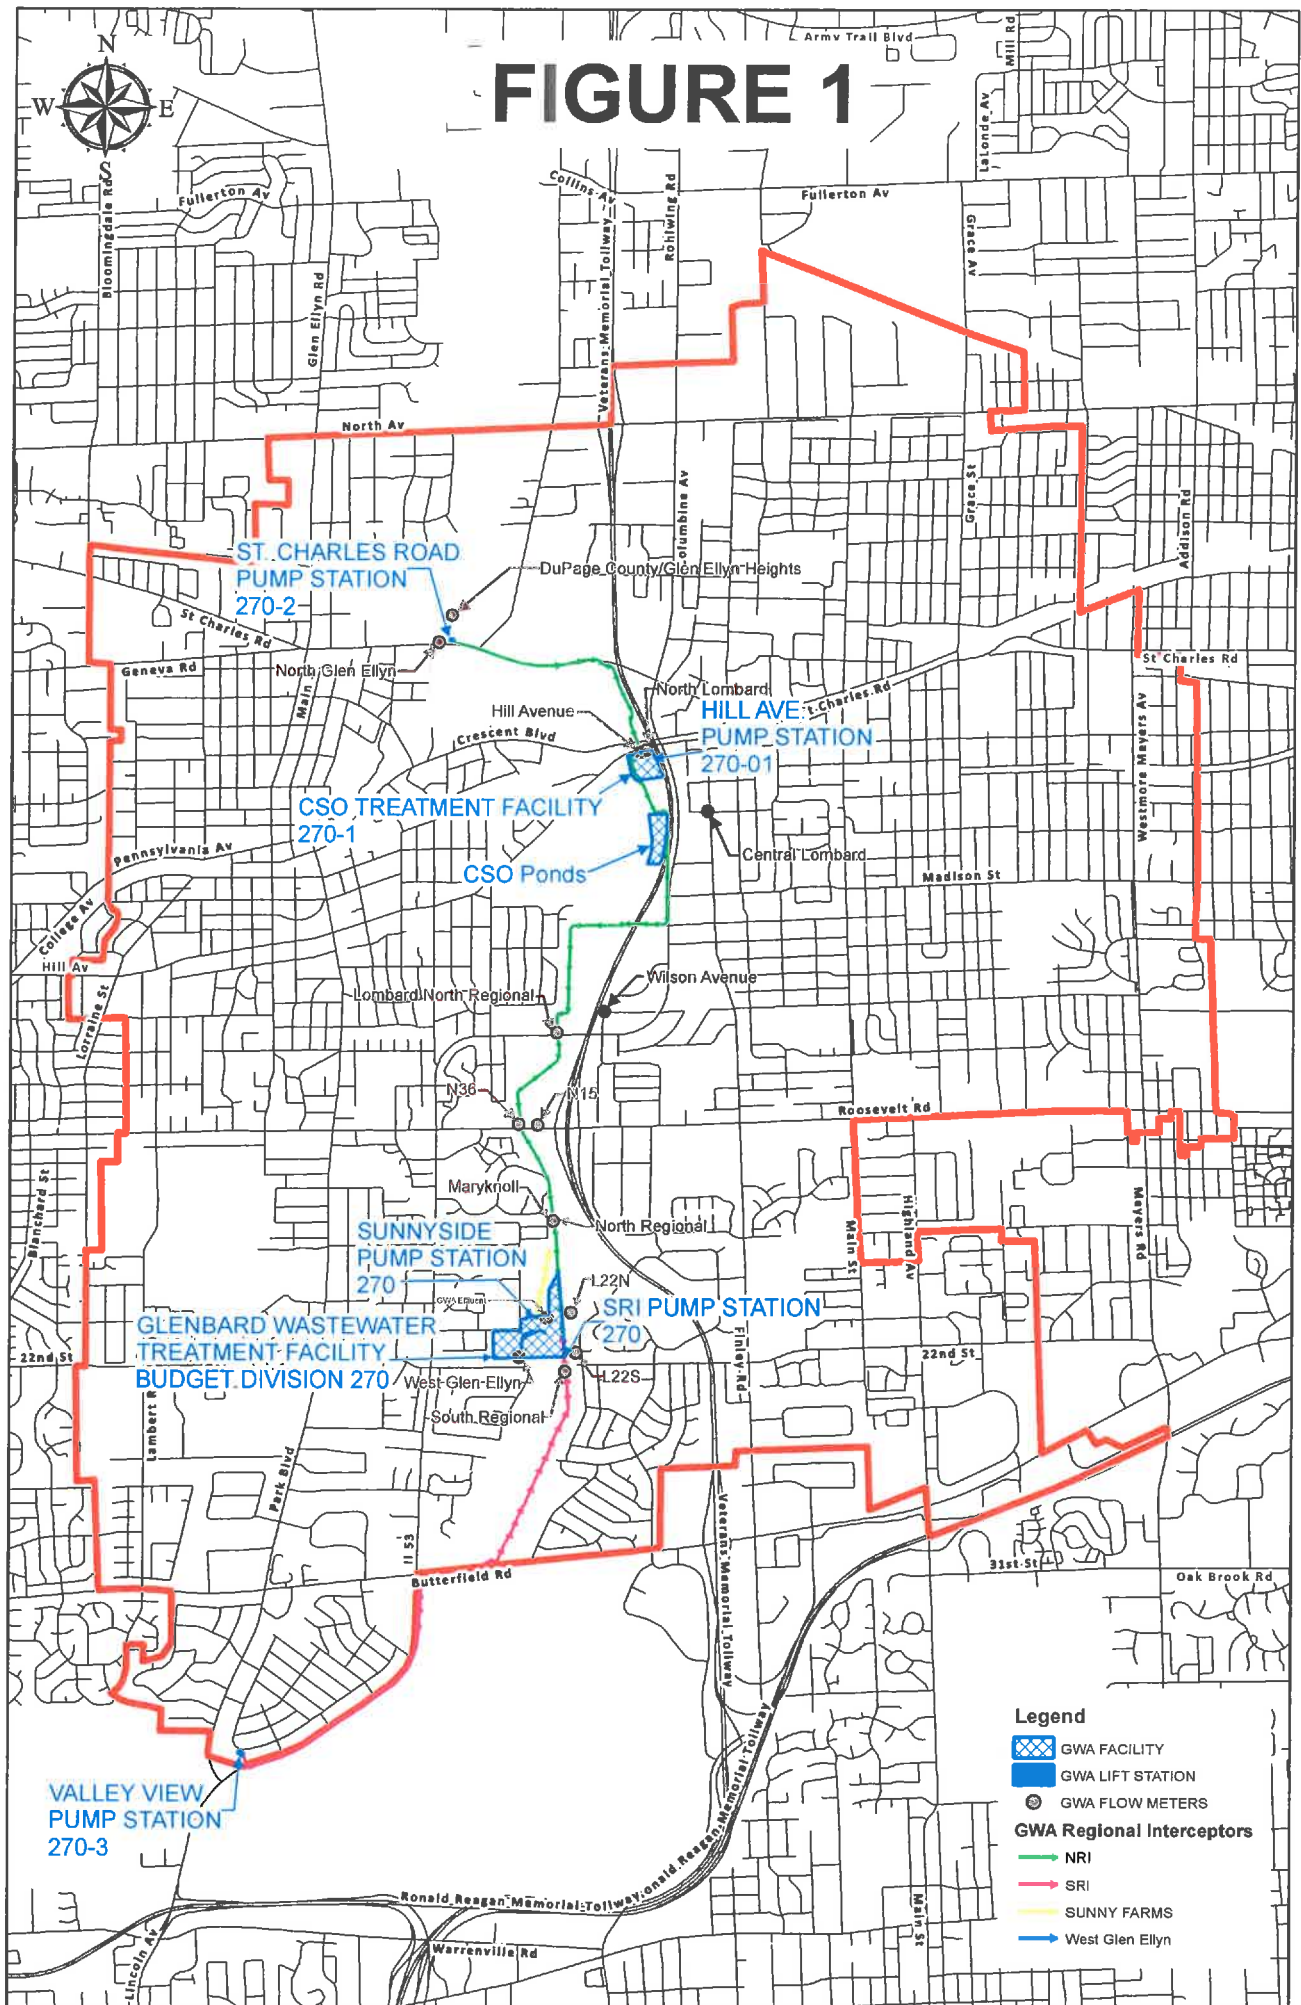 FIGURE 1
Army Trail Blvd
Mill Rd
N
W
E
S
Lalonde Av
Bloomingdale Rd
Fullerton Av
Collins Av
Rohlwing Rd
Fullerton Av
Grace Av
Veterans Memorial Tollway
Glen Ellyn Rd
North Av
olumbine Av
Grace St
Addison Rd
ST. CHARLES ROAD
PUMP STATION
270-2
DuPage County/Glen Ellyn Heights
St Charles Rd
Geneva Rd
North Glen Ellyn
Main
St Charles Rd
North Lombard
Hill Avenue
HILL AVE
PUMP STATION
270-01
t Charles Rd
Crescent Blvd
Westmore Mayers Av
CSO TREATMENT FACILITY
270-1
Pennsylvania Av
CSO Ponds
Central Lombard
Madison St
College Av
Hill Av
Lorraine St
Wilson Avenue
Lombard North Regional
N36
N15
Roosevelt Rd
Blanchard St
Maryknoll
North Regional
Main St
Highland Av
Meyers Rd
SUNNYSIDE
PUMP STATION
270
GWA Effluent
L22N
SRI PUMP STATION
270
GLENBARD WASTEWATER
TREATMENT FACILITY
BUDGET DIVISION 270
22nd St
West Glen Ellyn
L22S
South Regional
Finley Rd
22nd St
Lambert R
Park Blvd
Il 53
Veterans Memorial Tollway
Butterfield Rd
31st St
Oak Brook Rd
VALLEY VIEW
PUMP STATION
270-3
Ronald Reagan Memorial Tollway
onald Reagan Memorial Tollway
Warrenville Rd
Lincoln Av
Main St
Legend
GWA FACILITY
GWA LIFT STATION
GWA FLOW METERS
GWA Regional Interceptors
NRI
SRI
SUNNY FARMS
West Glen Ellyn